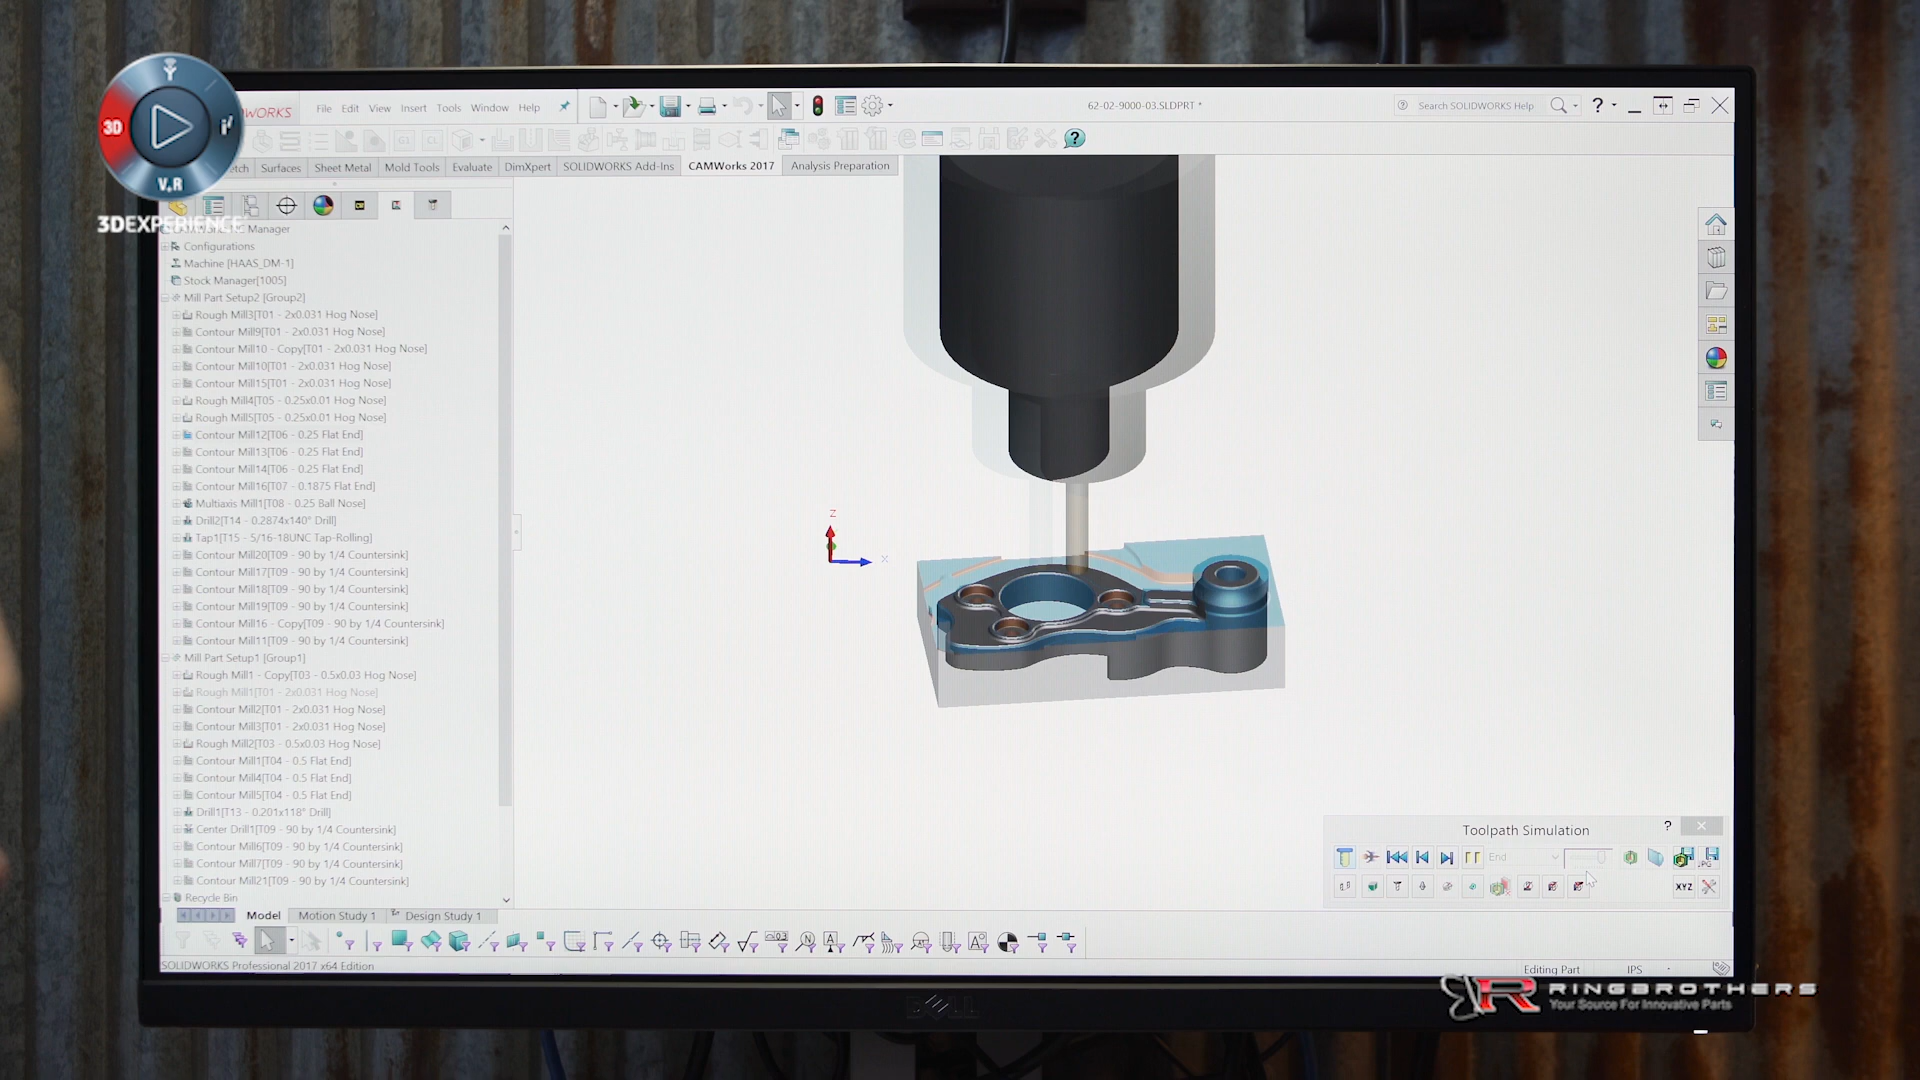 3D
V,R
3DEXPERIENCE
WORKS File Edit View Insert Tools Window Help
62-02-9000-03.SLDPRT *
Search SOLIDWORKS Help
Surfaces Sheet Metal Mold Tools Evaluate DimXpert SOLIDWORKS Add-Ins CAMWorks 2017 Analysis Preparation
Manager
Configurations
Machine [HAAS_DM-1]
Stock Manager[1005]
Mill Part Setup2 [Group2]
Rough Mill3[T01 - 2x0.031 Hog Nose]
Contour Mill9[T01 - 2x0.031 Hog Nose]
Contour Mill10 - Copy[T01 - 2x0.031 Hog Nose]
Contour Mill10[T01 - 2x0.031 Hog Nose]
Contour Mill15[T01 - 2x0.031 Hog Nose]
Rough Mill4[T05 - 0.25x0.01 Hog Nose]
Rough Mill5[T05 - 0.25x0.01 Hog Nose]
Contour Mill12[T06 - 0.25 Flat End]
Contour Mill13[T06 - 0.25 Flat End]
Contour Mill14[T06 - 0.25 Flat End]
Contour Mill16[T07 - 0.1875 Flat End]
Multiaxis Mill1[T08 - 0.25 Ball Nose]
Drill2[T14 - 0.2874x140° Drill]
Tap1[T15 - 5/16-18UNC Tap-Rolling]
Contour Mill20[T09 - 90 by 1/4 Countersink]
Contour Mill17[T09 - 90 by 1/4 Countersink]
Contour Mill18[T09 - 90 by 1/4 Countersink]
Contour Mill19[T09 - 90 by 1/4 Countersink]
Contour Mill16 - Copy[T09 - 90 by 1/4 Countersink]
Contour Mill11[T09 - 90 by 1/4 Countersink]
Mill Part Setup1 [Group1]
Rough Mill1 - Copy[T03 - 0.5x0.03 Hog Nose]
Rough Mill1[T01 - 2x0.031 Hog Nose]
Contour Mill2[T01 - 2x0.031 Hog Nose]
Contour Mill3[T01 - 2x0.031 Hog Nose]
Rough Mill2[T03 - 0.5x0.03 Hog Nose]
Contour Mill1[T04 - 0.5 Flat End]
Contour Mill4[T04 - 0.5 Flat End]
Contour Mill5[T04 - 0.5 Flat End]
Drill1[T13 - 0.201x118° Drill]
Center Drill1[T09 - 90 by 1/4 Countersink]
Contour Mill6[T09 - 90 by 1/4 Countersink]
Contour Mill7[T09 - 90 by 1/4 Countersink]
Contour Mill21[T09 - 90 by 1/4 Countersink]
Recycle Bin
Z
X
Toolpath Simulation ?
End
XYZ
Model Motion Study 1 Design Study 1
SOLIDWORKS Professional 2017 x64 Edition
Editing Part IPS
DELL
RINGBROTHERS
Your Source For Innovative Parts